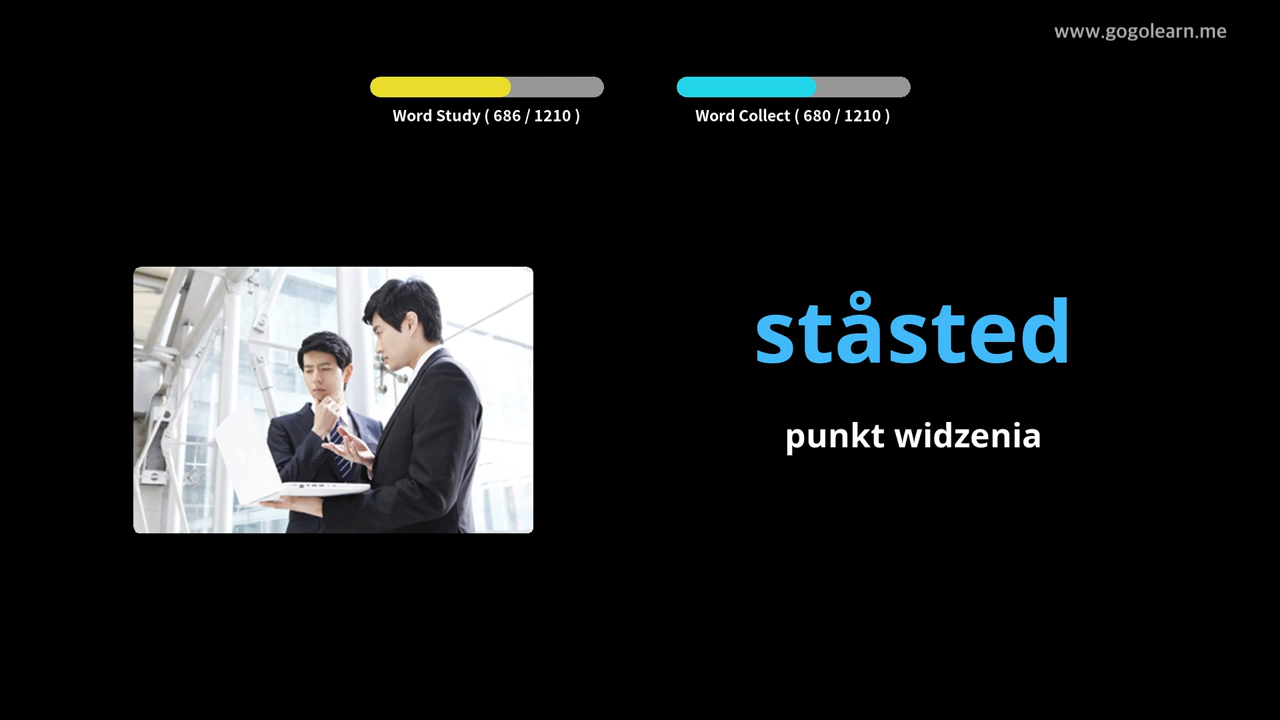 www.gogolearn.me
Word Study ( 686 / 1210 )
Word Collect ( 680 / 1210 )
ståsted
punkt widzenia